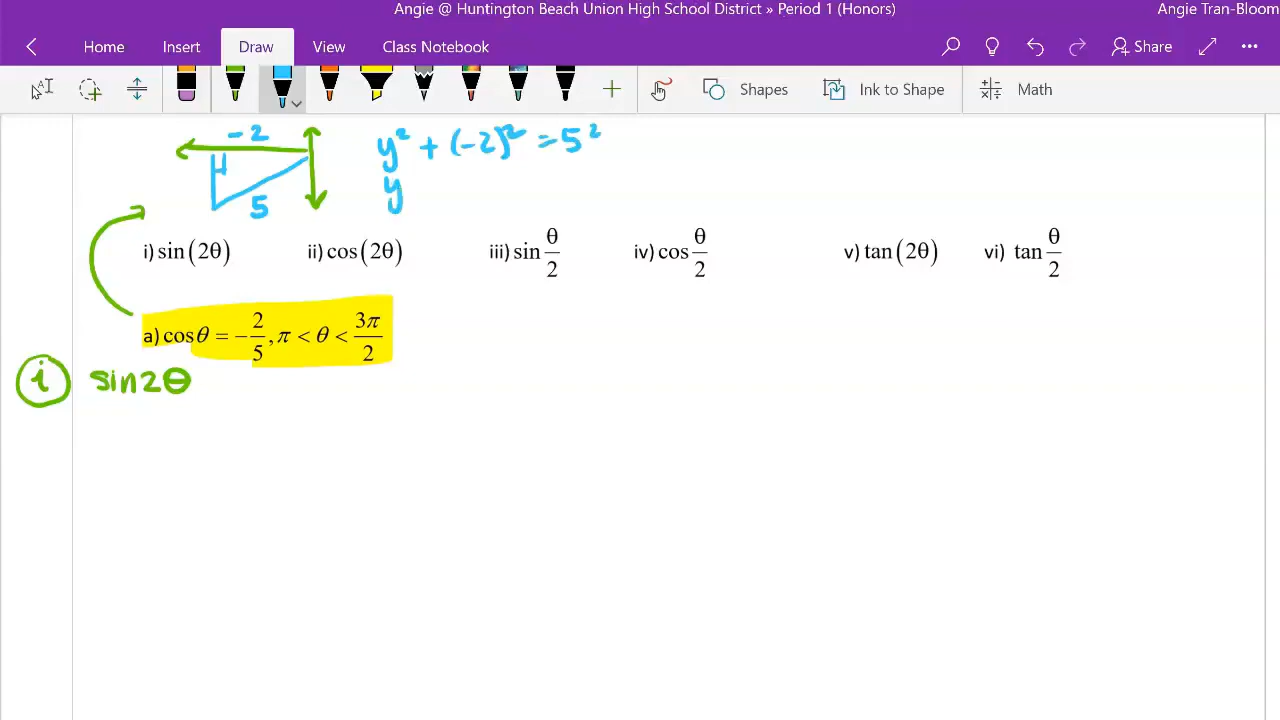 Angie @ Huntington Beach Union High School District » Period 1 (Honors)
Angie Tran-Bloom
Home Insert Draw View Class Notebook Share
Shapes Ink to Shape Math
-2 y² + (-2)² = 5²
5 y
i) sin(2θ) ii) cos(2θ) iii) sin θ/2 iv) cos θ/2 v) tan(2θ) vi) tan θ/2
a) cosθ = -2/5, π < θ < 3π/2
i sin2θ